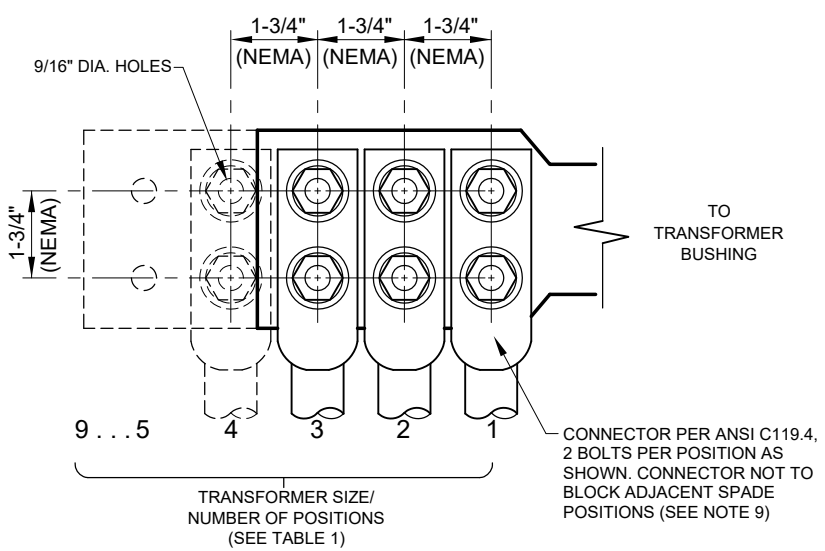 1-3/4" 1-3/4" 1-3/4"
(NEMA) (NEMA) (NEMA)
9/16" DIA. HOLES
1-3/4"
(NEMA)
TO
TRANSFORMER
BUSHING
9 . . . 5 4 3 2 1
CONNECTOR PER ANSI C119.4,
2 BOLTS PER POSITION AS
SHOWN. CONNECTOR NOT TO
BLOCK ADJACENT SPADE
POSITIONS (SEE NOTE 9)
TRANSFORMER SIZE/
NUMBER OF POSITIONS
(SEE TABLE 1)